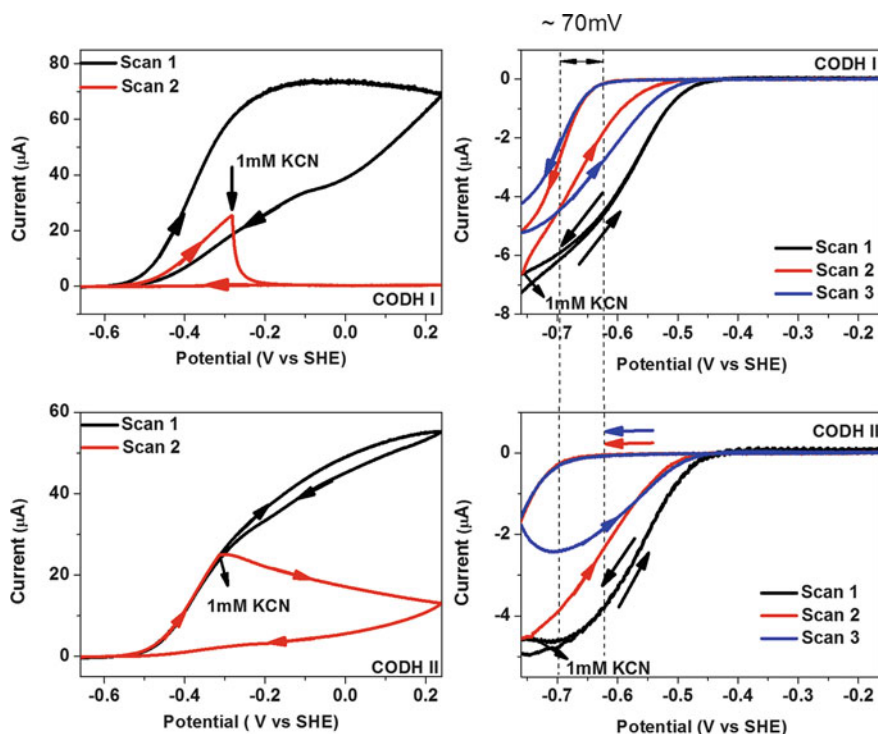 ~ 70mV
80
60
40
20
0
Current (µA)
Scan 1
Scan 2
1mM KCN
CODH I
-0.6
-0.4
-0.2
0.0
0.2
Potential (V vs SHE)
0
-2
-4
-6
-8
Current (µA)
CODH I
Scan 1
Scan 2
Scan 3
1mM KCN
-0.7
-0.6
-0.5
-0.4
-0.3
-0.2
Potential (V vs SHE)
60
40
20
0
Current (µA)
Scan 1
Scan 2
1mM KCN
CODH II
-0.6
-0.4
-0.2
0.0
0.2
Potential ( V vs SHE)
0
-2
-4
Current (µA)
CODH II
Scan 1
Scan 2
Scan 3
1mM KCN
-0.7
-0.6
-0.5
-0.4
-0.3
-0.2
Potential (V vs SHE)